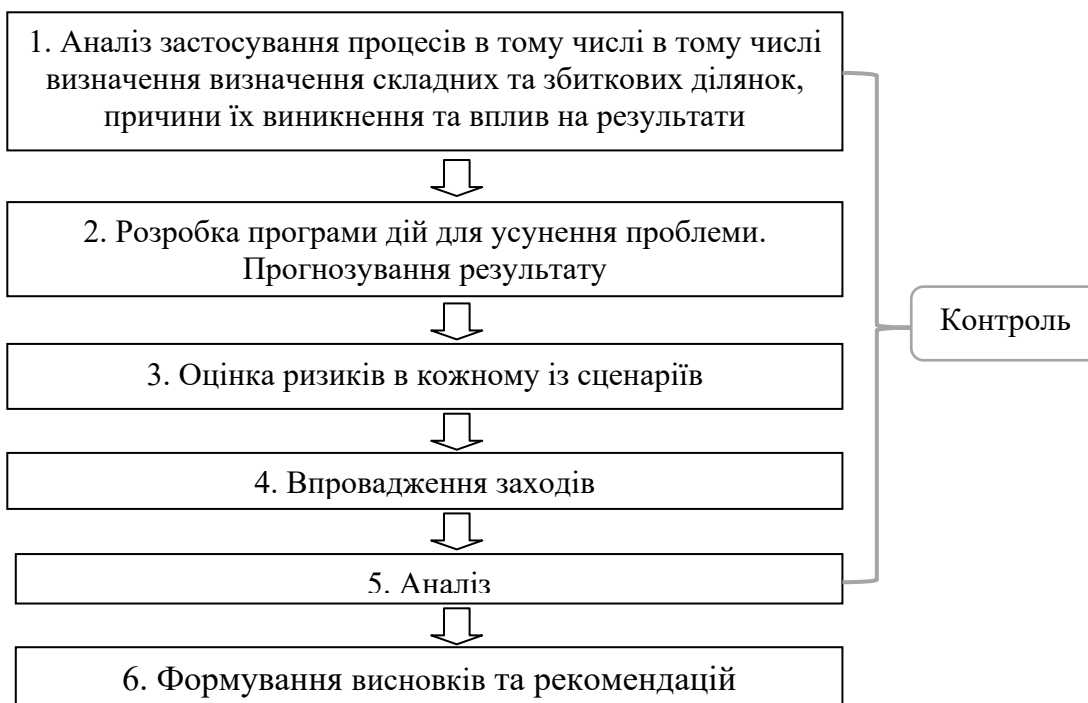 1. Аналіз застосування процесів в тому числі в тому числі
визначення визначення складних та збиткових ділянок,
причини їх виникнення та вплив на результати
2. Розробка програми дій для усунення проблеми.
Прогнозування результату
3. Оцінка ризиків в кожному із сценаріїв
4. Впровадження заходів
5. Аналіз
6. Формування висновків та рекомендацій
Контроль